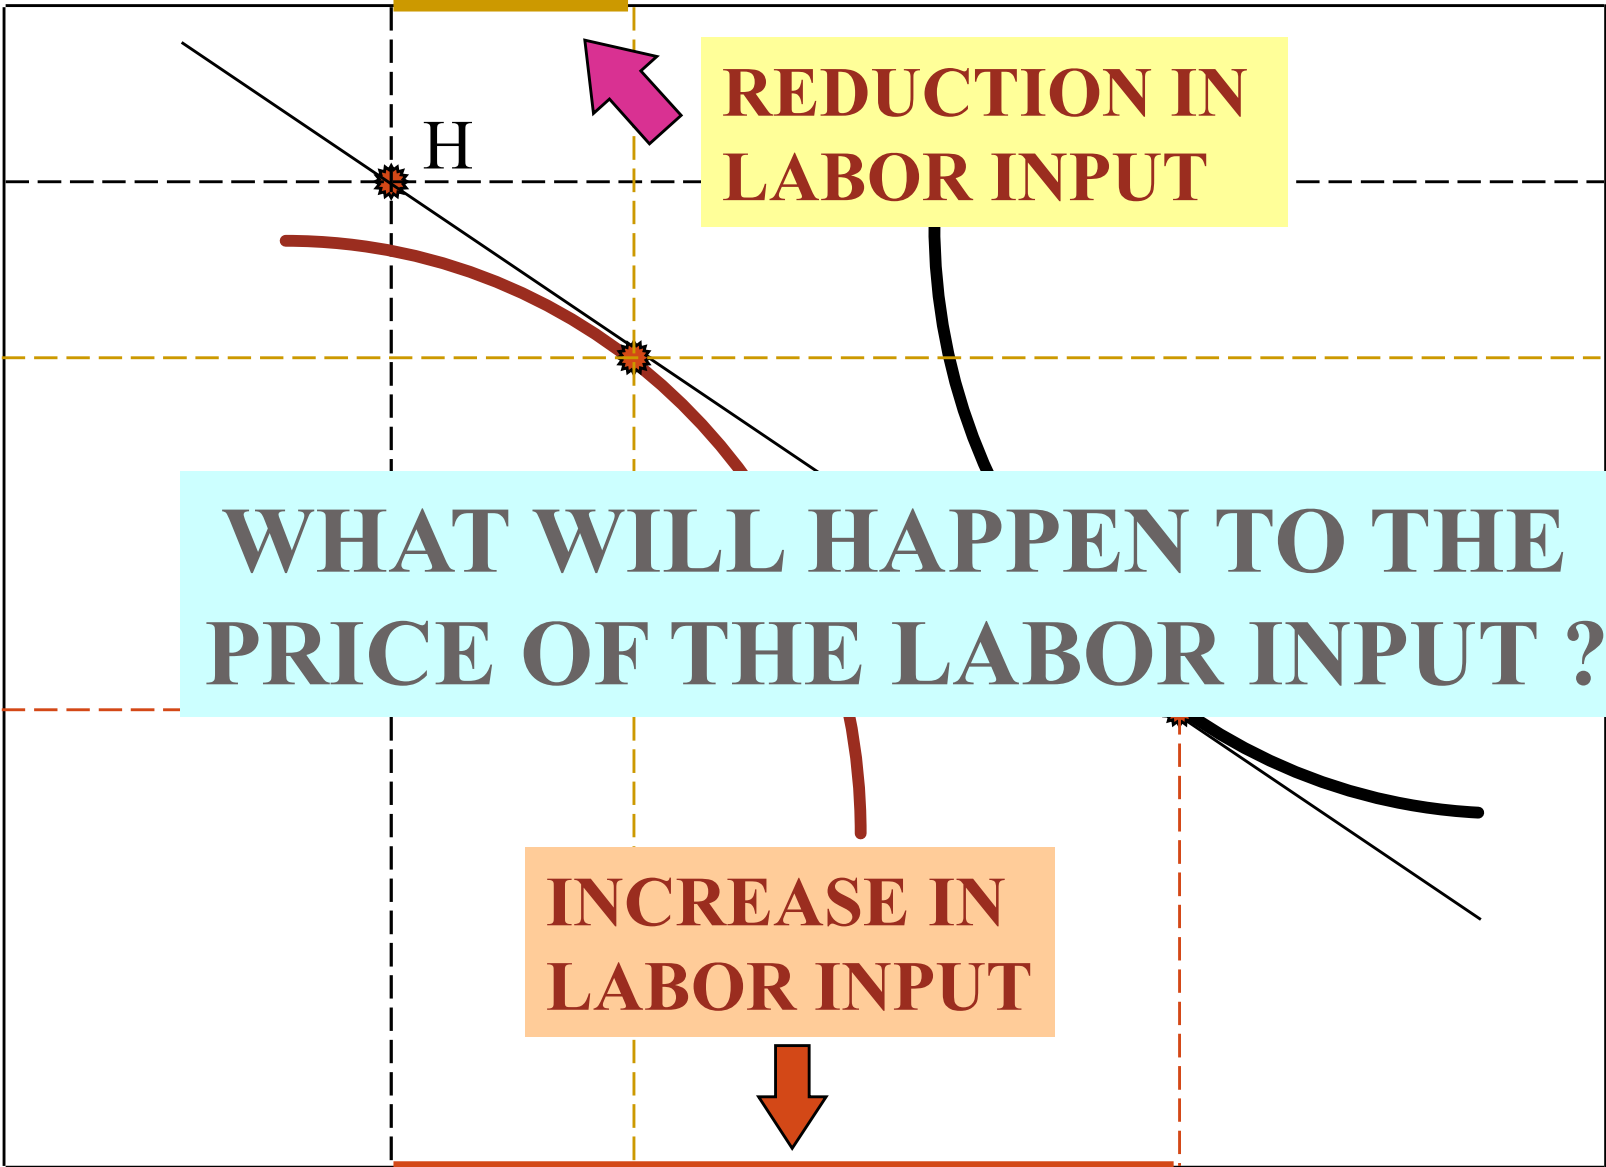 H
REDUCTION IN
LABOR INPUT
WHAT WILL HAPPEN TO THE
PRICE OF THE LABOR INPUT ?
INCREASE IN
LABOR INPUT